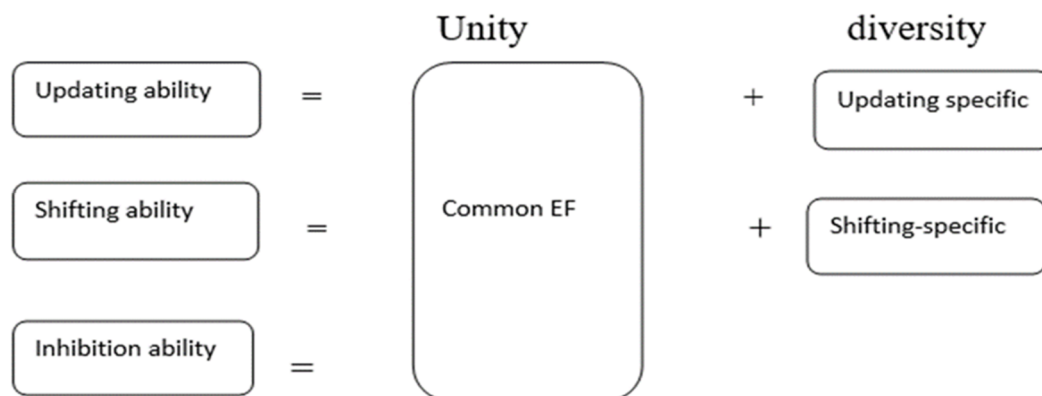 Unity diversity
Updating ability = + Updating specific
Shifting ability = Common EF + Shifting-specific
Inhibition ability =